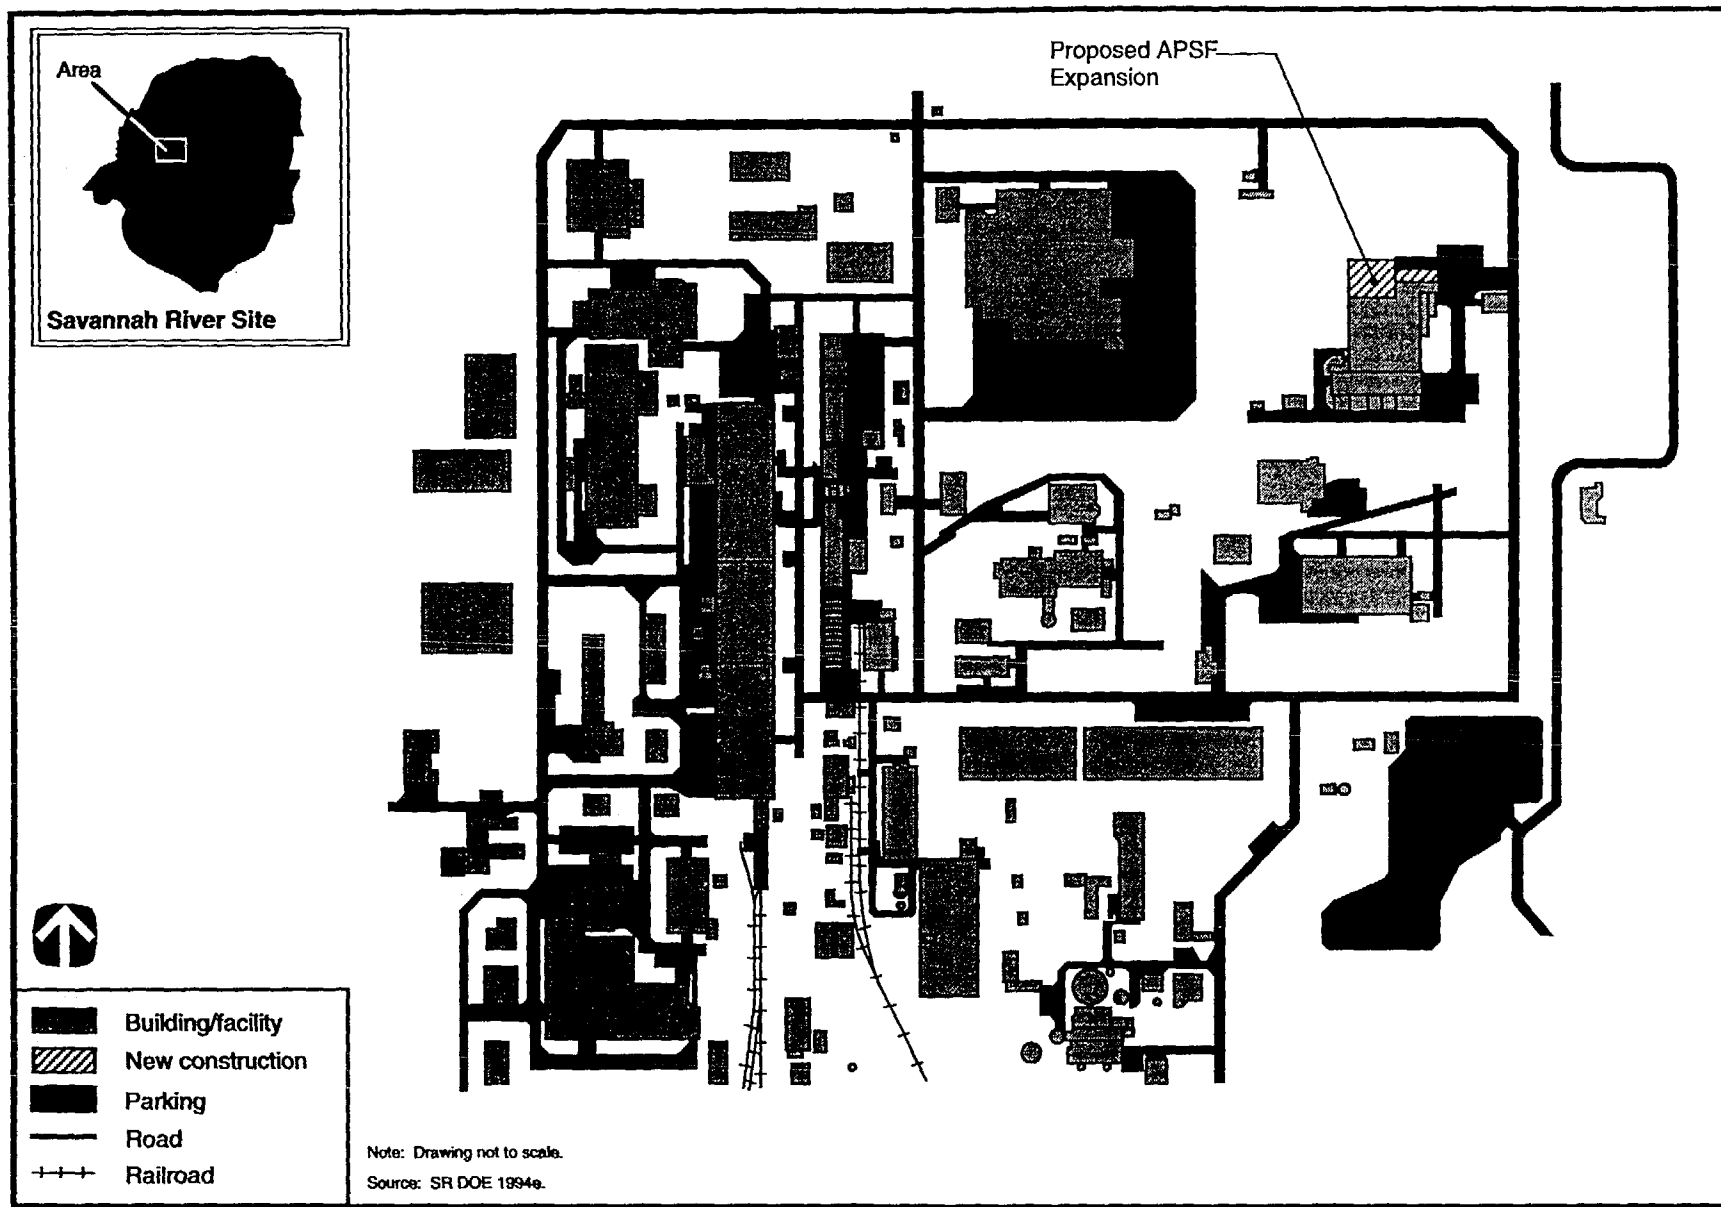 Area
Savannah River Site
Proposed APSF
Expansion
Building/facility
New construction
Parking
Road
Railroad
Note: Drawing not to scale.
Source: SR DOE 1994e.